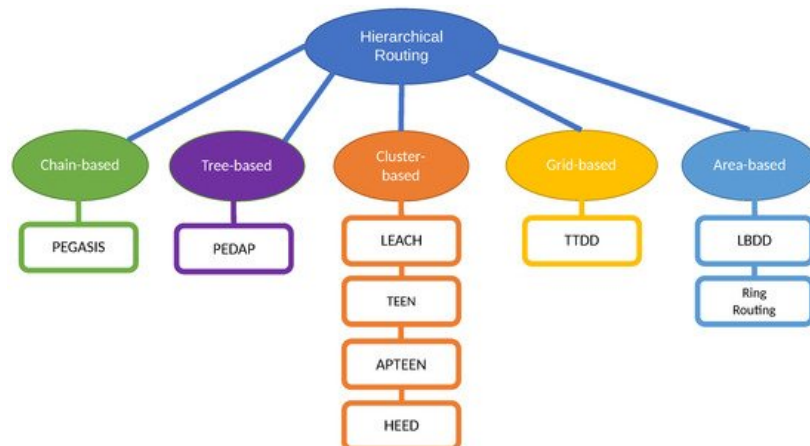 Hierarchical
Routing
Chain-based
Tree-based
Cluster-
based
Grid-based
Area-based
PEGASIS
PEDAP
LEACH
TTDD
LBDD
TEEN
Ring
Routing
APTEEN
HEED